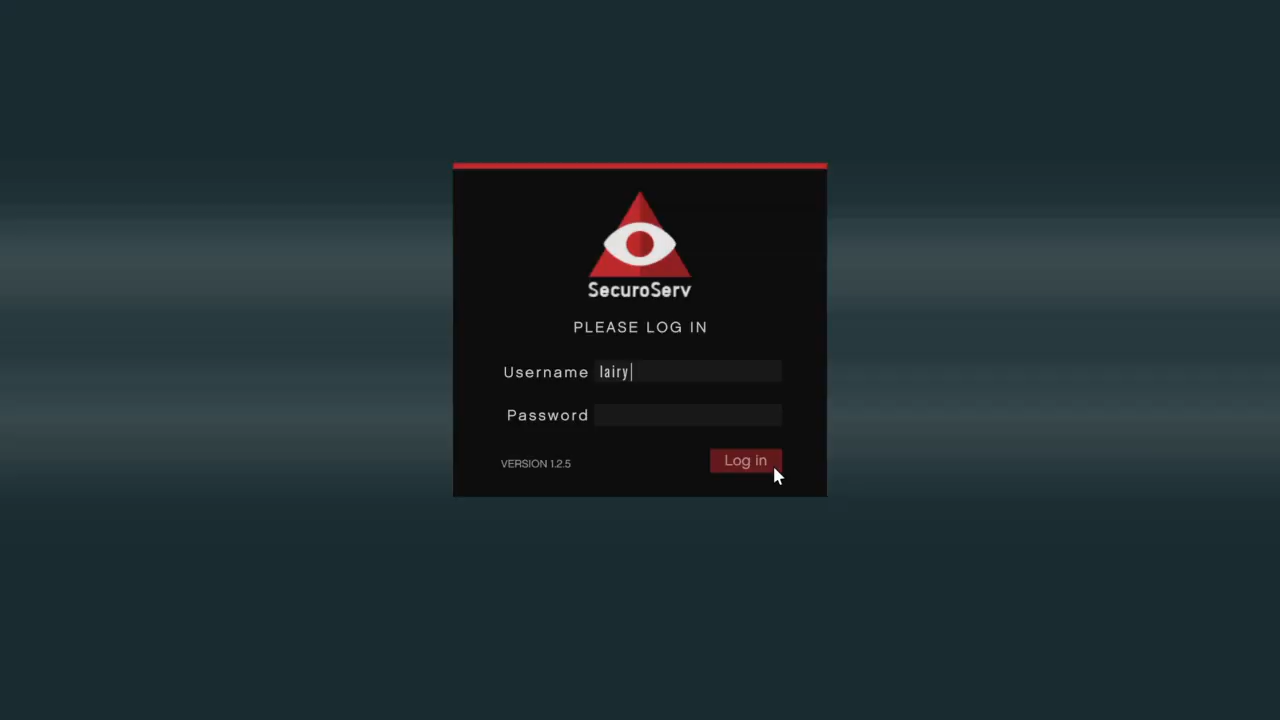 SecuroServ
PLEASE LOG IN
Username lairy
Password
VERSION 1.2.5 Log in